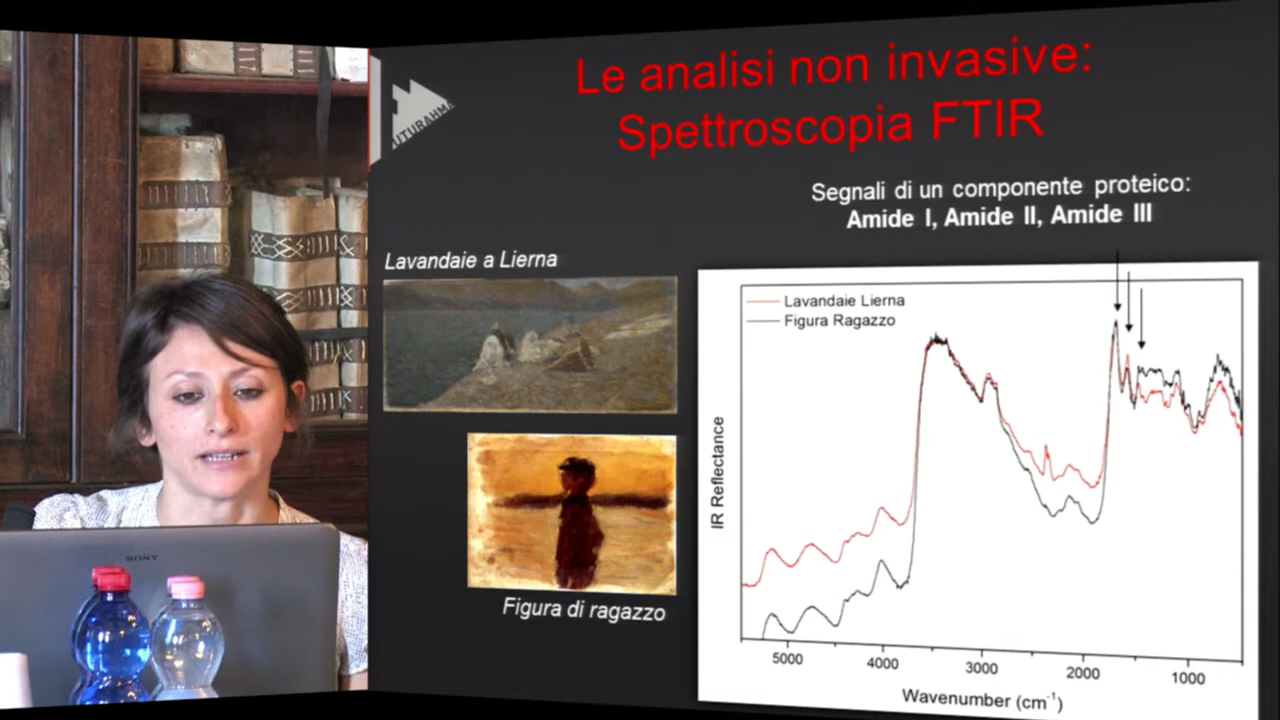 Le analisi non invasive:
Spettroscopia FTIR
FUTURAHMA
Segnali di un componente proteico:
Amide I, Amide II, Amide III
Lavandaie a Lierna
Figura di ragazzo
Lavandaie Lierna
Figura Ragazzo
IR Reflectance
5000 4000 3000 2000 1000
Wavenumber (cm⁻¹)
SONY